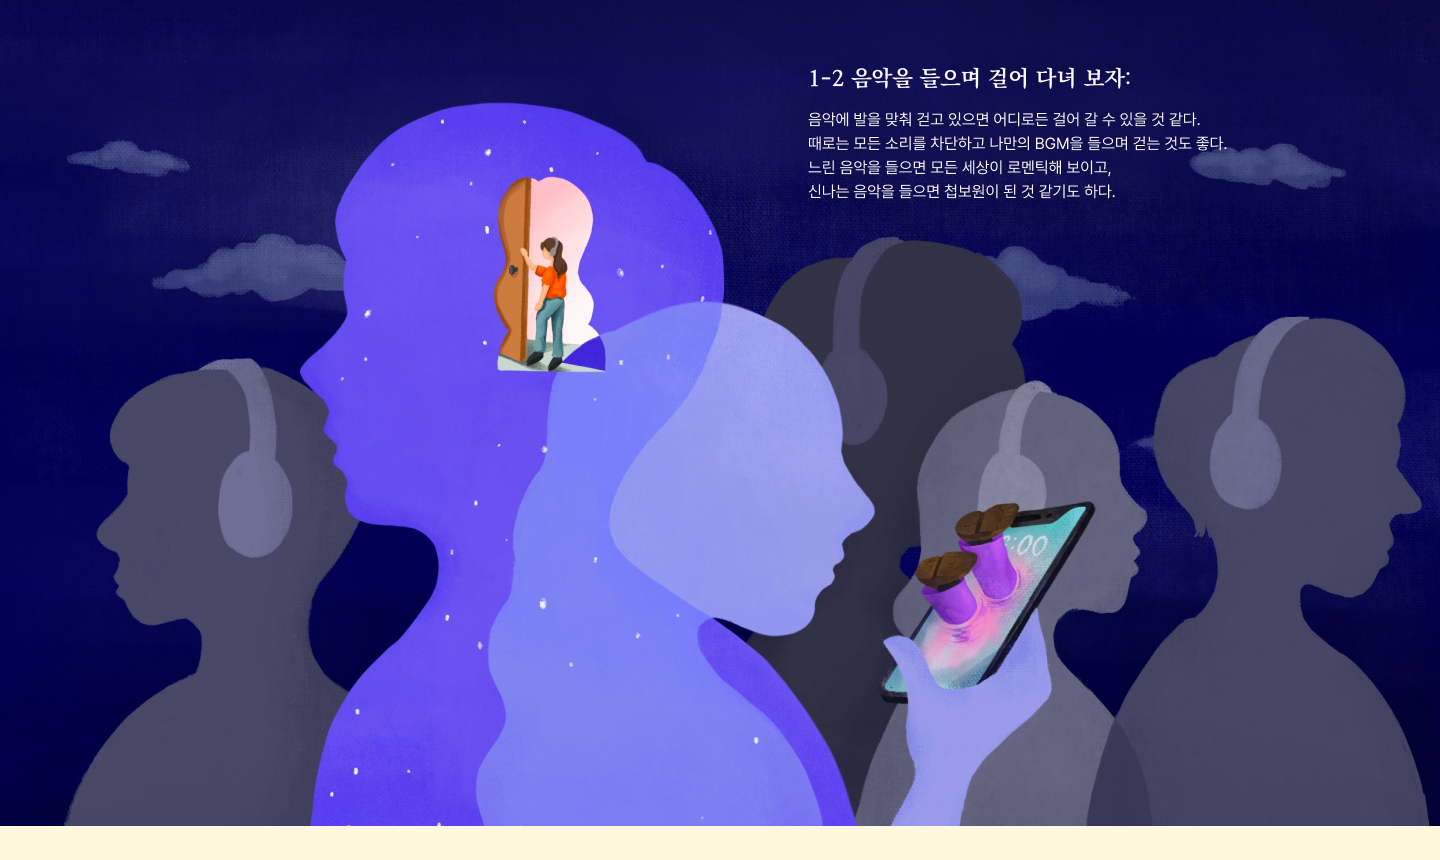 1-2 음악을 들으며 걸어 다녀 보자:
음악에 발을 맞춰 걷고 있으면 어디로든 걸어 갈 수 있을 것 같다.
때로는 모든 소리를 차단하고 나만의 BGM을 들으며 걷는 것도 좋다.
느린 음악을 들으면 모든 세상이 로멘틱해 보이고,
신나는 음악을 들으면 첩보원이 된 것 같기도 하다.
:00